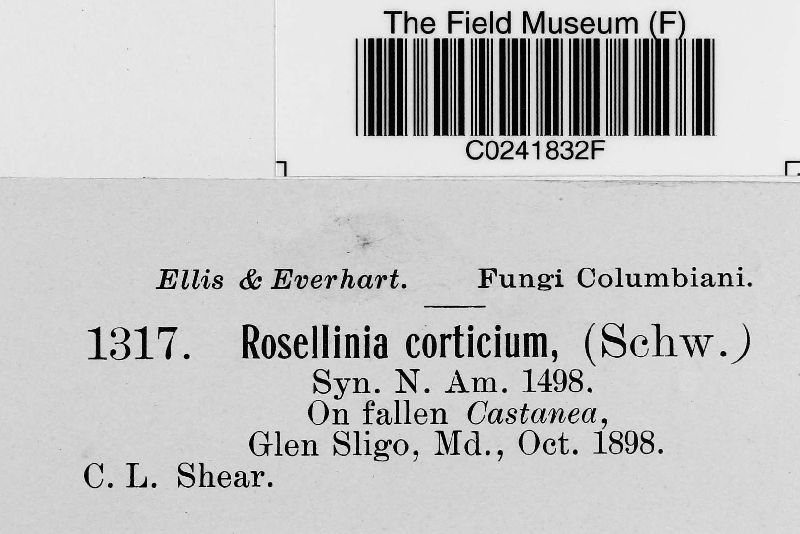 The Field Museum (F)
C0241832F
Ellis & Everhart. Fungi Columbiani.
1317. Rosellinia corticium, (Schw.)
Syn. N. Am. 1498.
On fallen Castanea,
Glen Sligo, Md., Oct. 1898.
C. L. Shear.